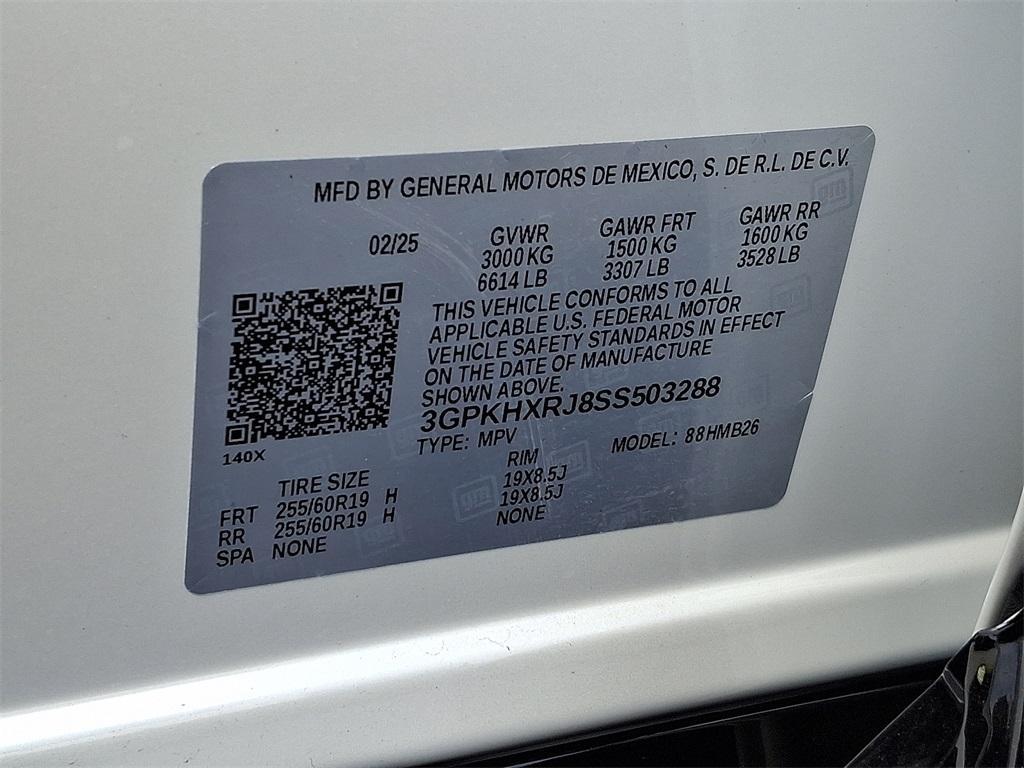 MFD BY GENERAL MOTORS DE MEXICO, S. DE R.L. DE C.V.
02/25
GVWR
3000 KG
6614 LB
GAWR FRT
1500 KG
3307 LB
GAWR RR
1600 KG
3528 LB
THIS VEHICLE CONFORMS TO ALL
APPLICABLE U.S. FEDERAL MOTOR
VEHICLE SAFETY STANDARDS IN EFFECT
ON THE DATE OF MANUFACTURE
SHOWN ABOVE.
3GPKHXRJ8SS503288
TYPE: MPV MODEL: 88HMB26
140X
TIRE SIZE RIM
FRT 255/60R19 H 19X8.5J
RR 255/60R19 H 19X8.5J
SPA NONE NONE
gm